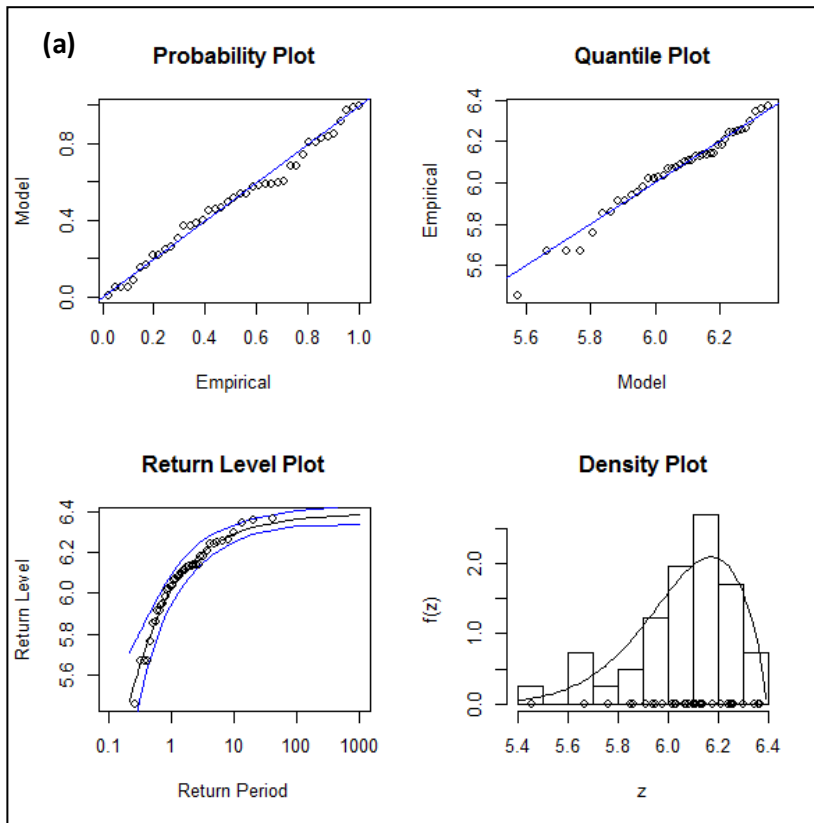 (a)
Probability Plot
Model
0.0 0.4 0.8
0.0 0.2 0.4 0.6 0.8 1.0
Empirical
Quantile Plot
Empirical
5.6 5.8 6.0 6.2 6.4
5.6 5.8 6.0 6.2
Model
Return Level Plot
Return Level
5.6 5.8 6.0 6.2 6.4
0.1 1 10 100 1000
Return Period
Density Plot
f(z)
0.0 1.0 2.0
5.4 5.6 5.8 6.0 6.2 6.4
z